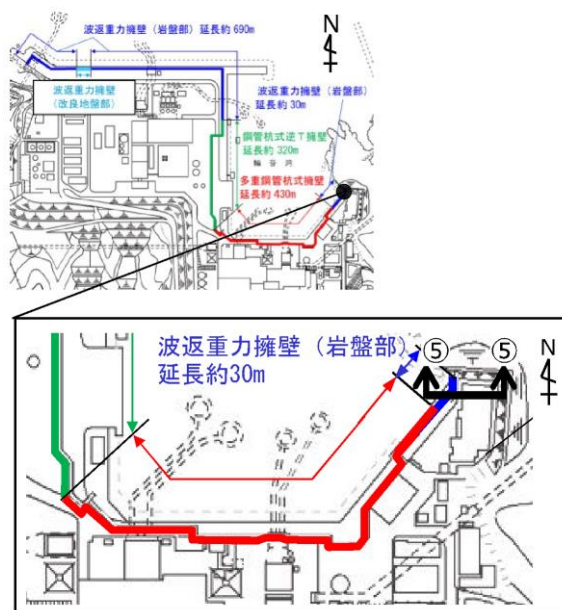 波返重力擁壁（岩盤部）延長約690m
N
波返重力擁壁
（改良地盤部）
波返重力擁壁（岩盤部）
延長約30m
鋼管杭式逆Ｔ擁壁
延長約320m
輪谷湾
多重鋼管杭式擁壁
延長約430m
波返重力擁壁（岩盤部）
延長約30m
⑤ ⑤
N